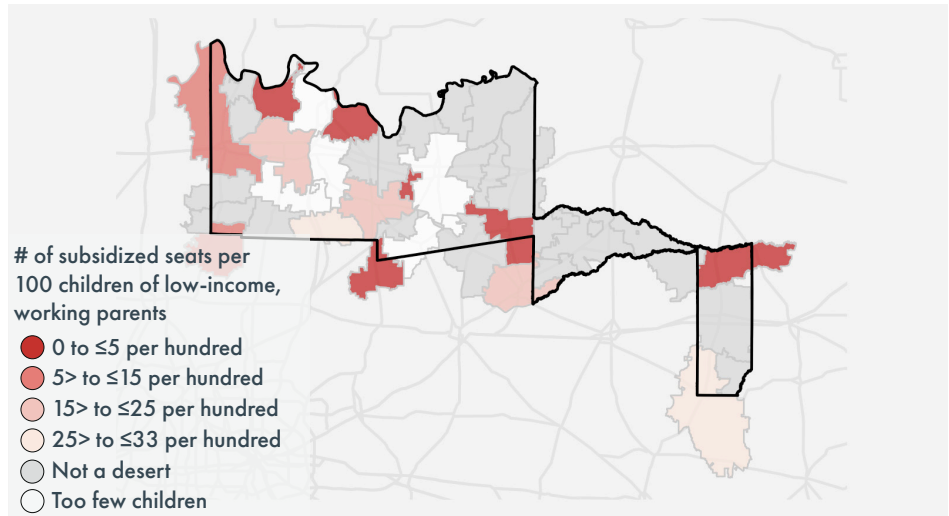 # of subsidized seats per
100 children of low-income,
working parents
0 to ≤5 per hundred
5> to ≤15 per hundred
15> to ≤25 per hundred
25> to ≤33 per hundred
Not a desert
Too few children